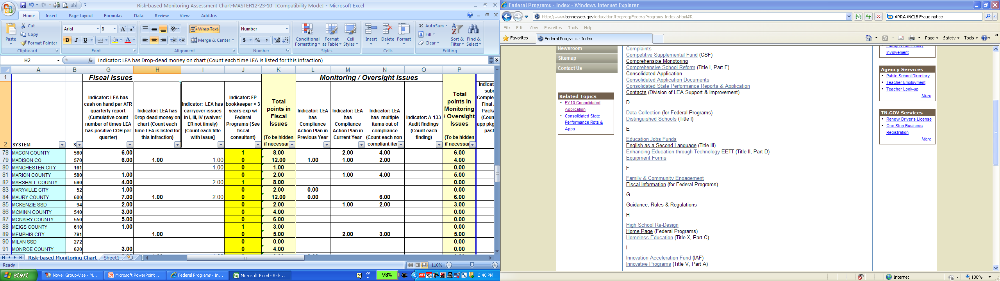 Risk-based Monitoring Assessment Chart-MASTER12-23-10 [Compatibility Mode] - Microsoft Excel
Home Insert Page Layout Formulas Data Review View Add-Ins
Paste Cut Copy Format Painter
Arial 8 Wrap Text Merge & Center Number
Conditional Formatting Format as Table Cell Styles Insert Delete Format
AutoSum Fill Clear Sort & Filter Find & Select
Clipboard Font Alignment Number Styles Cells Editing
H2 fx Indicator: LEA has Drop-dead money on chart (Count each time LEA is listed for this infraction)
A B G H I J K L M N O P
1 Fiscal Issues Monitoring / Oversight Issues
2 SYSTEM
Indicator: LEA has cash on hand per AFR quarterly report (Cumulative count number of times LEA has positive COH per quarter)
Indicator: LEA has Drop-dead money on chart (Count each time LEA is listed for this infraction)
Indicator: LEA has carryover issues in I, III, IV (waiver/ ER not timely) [Count each title with issue]
Indicator: FP bookkeeper < 3 years exp w/ Federal Programs (See fiscal consultant)
Total points in Fiscal Issues (To be hidden if necessar
Indicator: LEA has Compliance Action Plan in Previous Year
Indicator: LEA has Compliance Action Plan in Current Year
Indicator: LEA has multiple items out of compliance (Count each non-compliant iter
Indicator: A-133 Audit findings (Count each finding)
Total points in Monitoring / Oversight Issues (To be hidden if necessar
78 MACON COUNTY 560 6.00 1 8.00 2.00 4.00 6.00
79 MADISON CO 570 6.00 1.00 1.00 0 12.00 1.00 1.00 2.00 4.00
80 MANCHESTER CITY 161 1.00 0 1.00 0.00
81 MARION COUNTY 580 1.00 0 2.00 1.00 4.00 5.00
82 MARSHALL COUNTY 590 4.00 2.00 1 8.00 0.00
83 MARYVILLE CITY 52 1.00 0 2.00 0.00 0.00
84 MAURY COUNTY 600 7.00 1.00 2.00 0 12.00 0.00 6.00 6.00
85 MCKENZIE SSD 94 2.00 0 2.00 1.00 2.00 3.00
86 MCMINN COUNTY 540 3.00 0 4.00 0.00
87 MCNAIRY COUNTY 550 5.00 0 6.00 0.00
88 MEIGS COUNTY 610 1.00 1 3.00 0.00
89 MEMPHIS CITY 791 1.00 0 5.00 2.00 3.00 5.00
90 MILAN SSD 272 0 0.00 0.00
91 MONROE COUNTY 620 3.00 0 4.00 0.00
Risk-based Monitoring Chart Sheet1
Ready 110%
start Novell GroupWise - M... Microsoft PowerPoint ... Federal Programs - In... Microsoft Excel - Risk... 98% 2:40 PM
Federal Programs - Index - Windows Internet Explorer
http://www.tennessee.gov/education/fedprog/FederalPrograms-Index.shtml#R
ARRA \NCLB Fraud notice
File Edit View Favorites Tools Help
Favorites Federal Programs - Index Page Safety Tools
Newsroom
Sitemap
Contact Us
Related Topics
FY10 Consolidated Application
Consolidated State Performance Rpts & Apps
Complaints
Competitive Supplemental Fund (CSF)
Comprehensixe Monotoring
Comprehensive School Reform (Title I, Part F)
Consolidated Application
Consolidated Application Documents
Consolidated State Performance Reports & Application
Contacts (Division of LEA Support & Improvement)
D
Data Collection (for Federal Programs)
Distinguished Schools (Title I)
E
Education Jobs Funds
English as a Second Language (Title III)
Enhancing Education through Technology EETT (Title II, Part D)
Equipment Forms
F
Family & Community Engagement
Fiscal Information (for Federal Programs)
G
Guidance, Rules & Regulations
H
High School Re-Design
Home Page (Federal Programs)
Homeless Education (Title X, Part C)
I
Innovation Acceleration Fund (IAF)
Innovative Programs (Title V, Part A)
Family & Community
Involvement
Agency Services
Public School Directory
Teacher Employment
Teacher Look-up
More
TN.GOV Services
Renew Driver's License
One Stop Business
Registration
More
Internet 100%